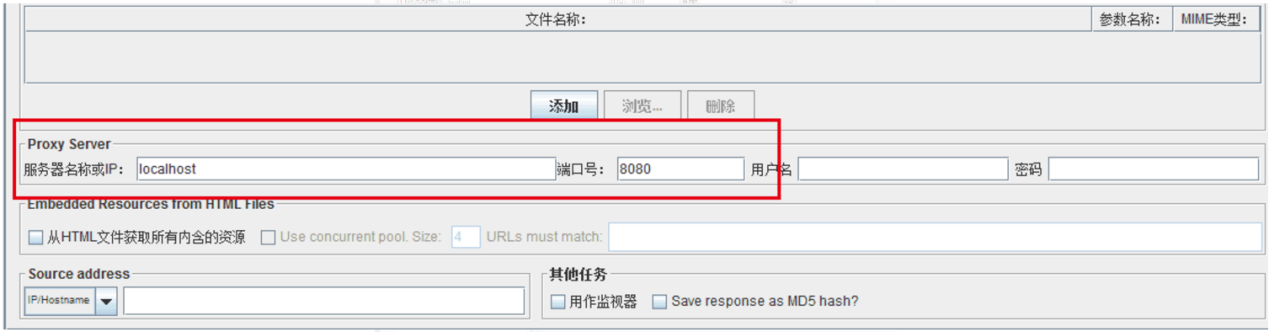 文件名称： 参数名称： MIME类型：
添加 浏览... 删除
Proxy Server
服务器名称或IP： localhost 端口号： 8080 用户名 密码
Embedded Resources from HTML Files
从HTML文件获取所有内含的资源 Use concurrent pool. Size: 4 URLs must match:
Source address 其他任务
IP/Hostname 用作监视器 Save response as MD5 hash?